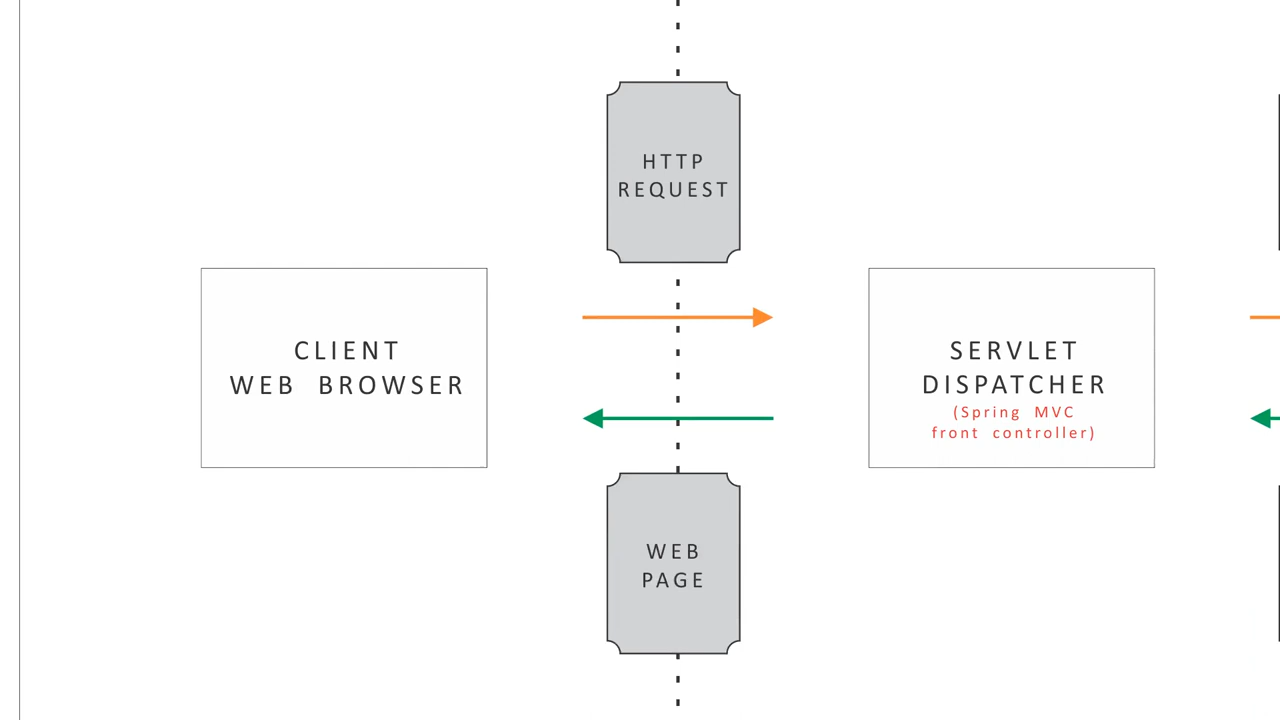 HTTP
REQUEST
CLIENT
WEB BROWSER
SERVLET
DISPATCHER
(Spring MVC
front controller)
WEB
PAGE